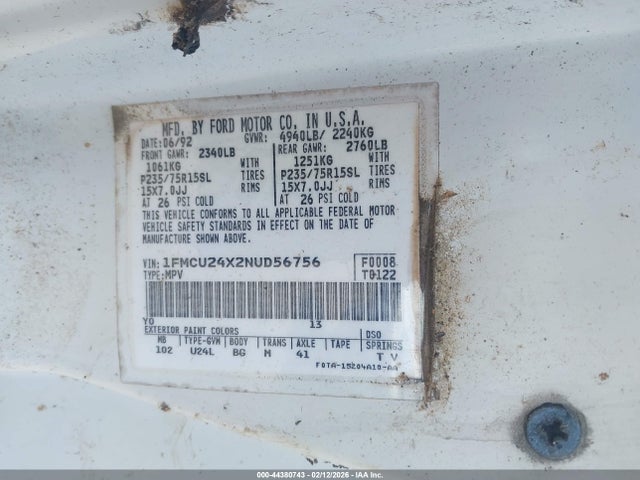 MFD. BY FORD MOTOR CO. IN U.S.A.
DATE: 06/92 GVWR: 4940LB/ 2240KG
FRONT GAWR: 2340LB REAR GAWR: 2760LB
1061KG WITH 1251KG WITH
P235/75R15SL TIRES P235/75R15SL TIRES
15X7.0JJ RIMS 15X7.0JJ RIMS
AT 26 PSI COLD AT 26 PSI COLD
THIS VEHICLE CONFORMS TO ALL APPLICABLE FEDERAL MOTOR
VEHICLE SAFETY STANDARDS IN EFFECT ON THE DATE OF
MANUFACTURE SHOWN ABOVE.
VIN: 1FMCU24X2NUD56756 F0008
TYPE: MPV T0122
YO 13
EXTERIOR PAINT COLORS DSO
WB TYPE-GVW BODY TRANS AXLE TAPE SPRINGS
102 U24L BG M 41 T V
F0TA-15204A10-AA
000-44380743 - 02/12/2026 - IAA Inc.